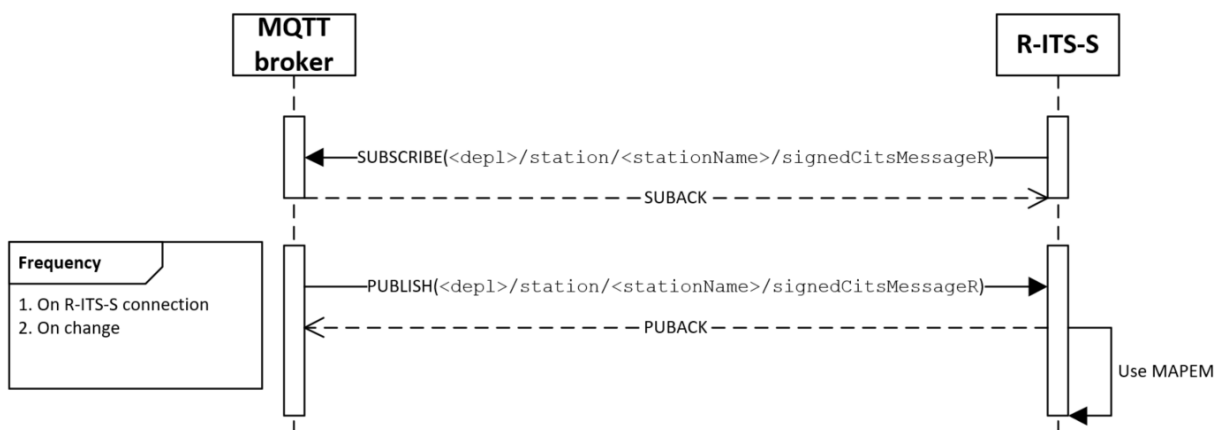 MQTT
broker
R-ITS-S
SUBSCRIBE(<depl>/station/<stationName>/signedCitsMessageR)
SUBACK
Frequency
1. On R-ITS-S connection
2. On change
PUBLISH(<depl>/station/<stationName>/signedCitsMessageR)
PUBACK
Use MAPEM